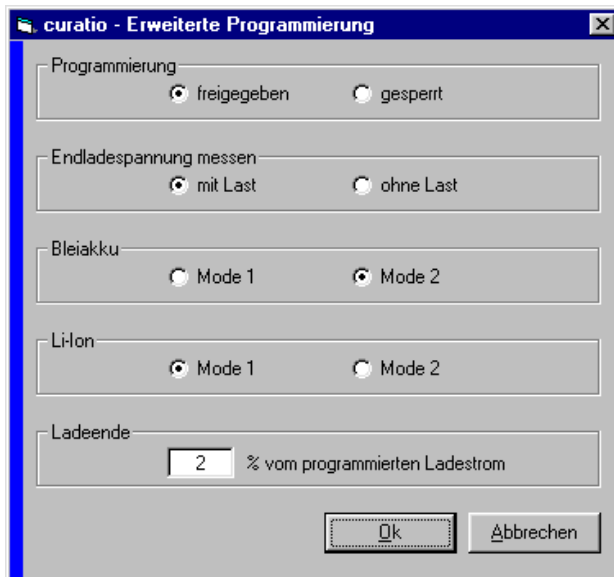 curatio - Erweiterte Programmierung
Programmierung
freigegeben gesperrt
Endladespannung messen
mit Last ohne Last
Bleiakku
Mode 1 Mode 2
Li-Ion
Mode 1 Mode 2
Ladeende
2 % vom programmierten Ladestrom
Ok Abbrechen